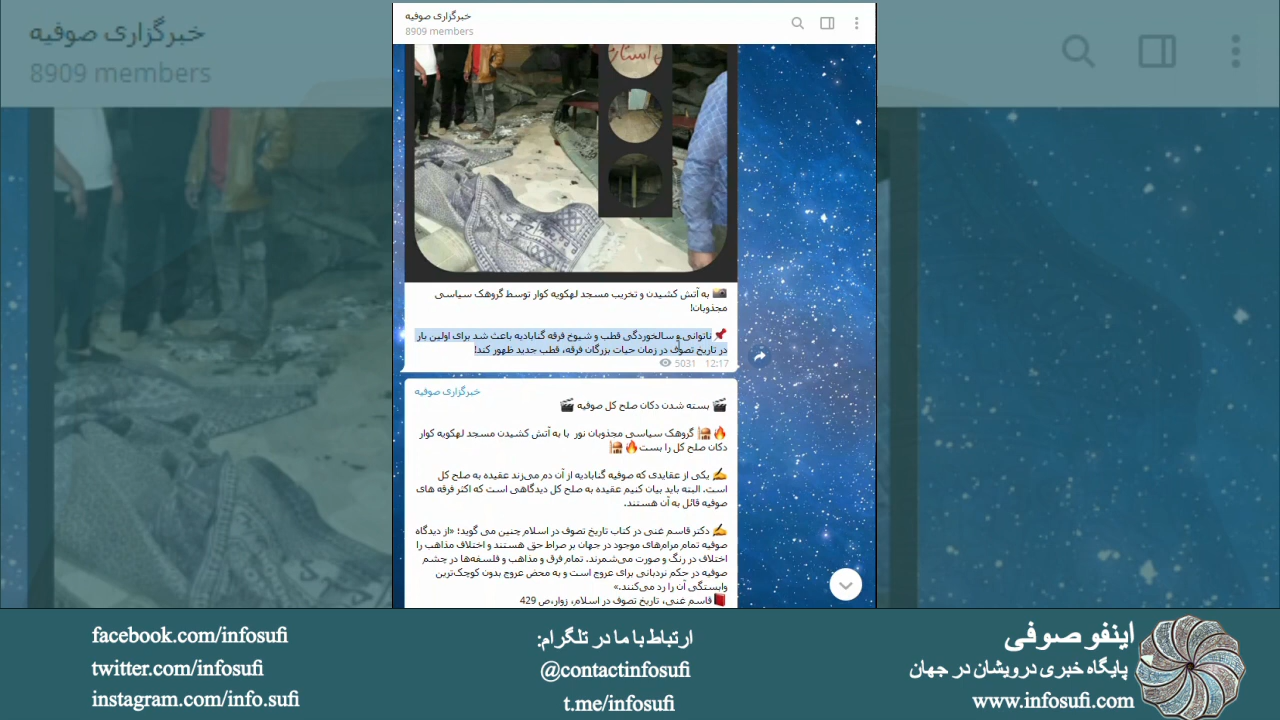 خبرگزاری صوفیه
8909 members
خبرگزاری صوفیه
8909 members
📸 به آتش کشیدن و تخریب مسجد لهکویه کوار توسط گروهک سیاسی
مجذوبان!
📌 ناتوانی و سالخوردگی قطب و شیوخ فرقه گنابادیه باعث شد برای اولین بار
در تاریخ تصوف در زمان حیات بزرگان فرقه، قطب جدید ظهور کند!
5031 12:17
خبرگزاری صوفیه
🎬 بسته شدن دکان صلح کل صوفیه 🎬
🔥🕌 گروهک سیاسی مجذوبان نور با به آتش کشیدن مسجد لهکویه کوار
دکان صلح کل را بست🔥🕌
✍ یکی از عقایدی که صوفیه گنابادیه از آن دم می‌زند عقیده به صلح کل
است. البته باید بیان کنیم عقیده به صلح کل دیدگاهی است که اکثر فرقه های
صوفیه قائل به آن هستند.
✍ دکتر قاسم غنی در کتاب تاریخ تصوف در اسلام چنین می گوید؛ «از دیدگاه
صوفیه تمام مرام‌های موجود در جهان بر صراط حق هستند و اختلاف مذاهب را
اختلاف در رنگ و صورت می‌شمرند. تمام فرق و مذاهب و فلسفه‌ها در چشم
صوفیه در حکم نردبانی برای عروج است و به محض عروج بدون کوچک‌ترین
وابستگی آن را رد می‌کنند.»
📕قاسم غنی، تاریخ تصوف در اسلام، زوار،ص 429
اینفو صوفی
پایگاه خبری درویشان در جهان
www.infosufi.com
ارتباط با ما در تلگرام:
@contactinfosufi
t.me/infosufi
facebook.com/infosufi
twitter.com/infosufi
instagram.com/info.sufi